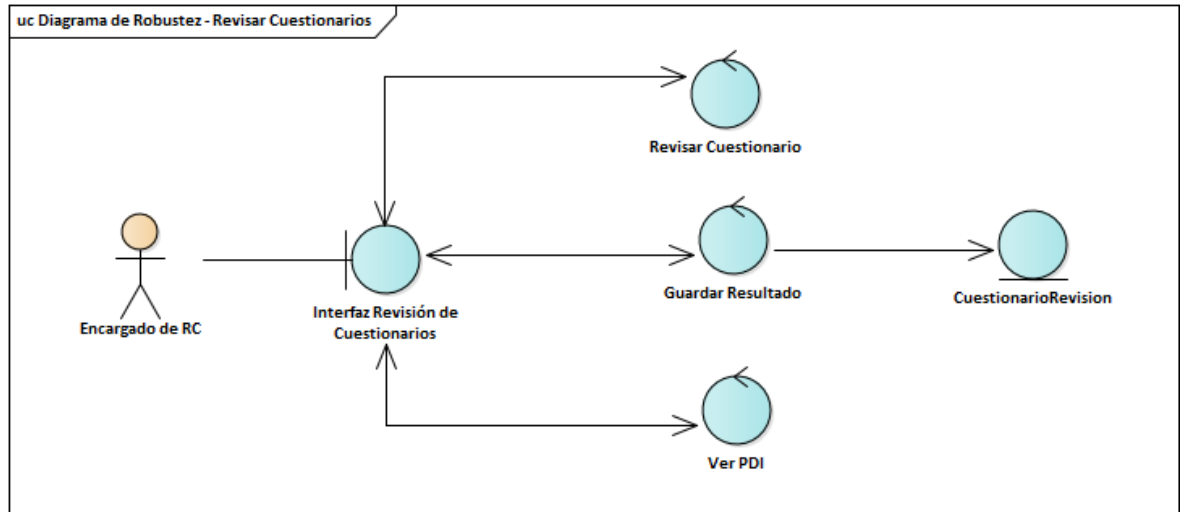 uc Diagrama de Robustez - Revisar Cuestionarios
Revisar Cuestionario
Encargado de RC
Interfaz Revisión de
Cuestionarios
Guardar Resultado
CuestionarioRevision
Ver PDI